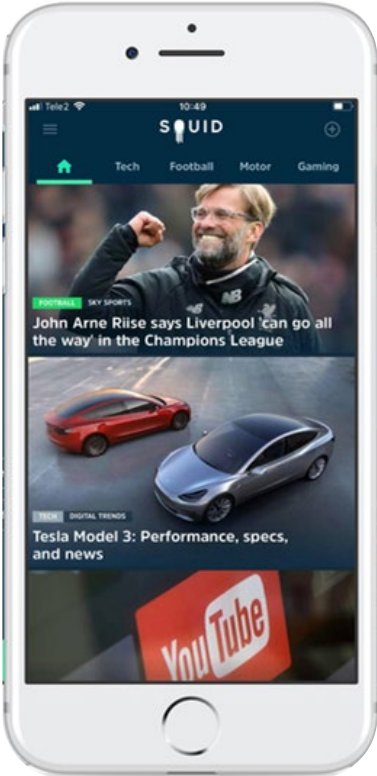 Tele2
10:49
SQUID
Tech Football Motor Gaming
NB
FOOTBALL SKY SPORTS
John Arne Riise says Liverpool 'can go all
the way' in the Champions League
TECH DIGITAL TRENDS
Tesla Model 3: Performance, specs,
and news
YouTube